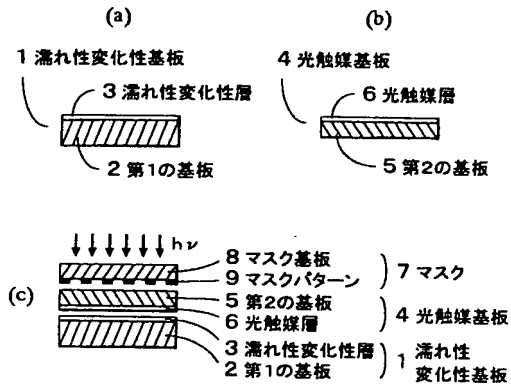 (a)
1 濡れ性変化性基板
3 濡れ性変化性層
2 第1の基板
(b)
4 光触媒基板
6 光触媒層
5 第2の基板
(c)
hν
8 マスク基板
9 マスクパターン
7 マスク
5 第2の基板
6 光触媒層
4 光触媒基板
3 濡れ性変化性層
2 第1の基板
1 濡れ性
変化性基板